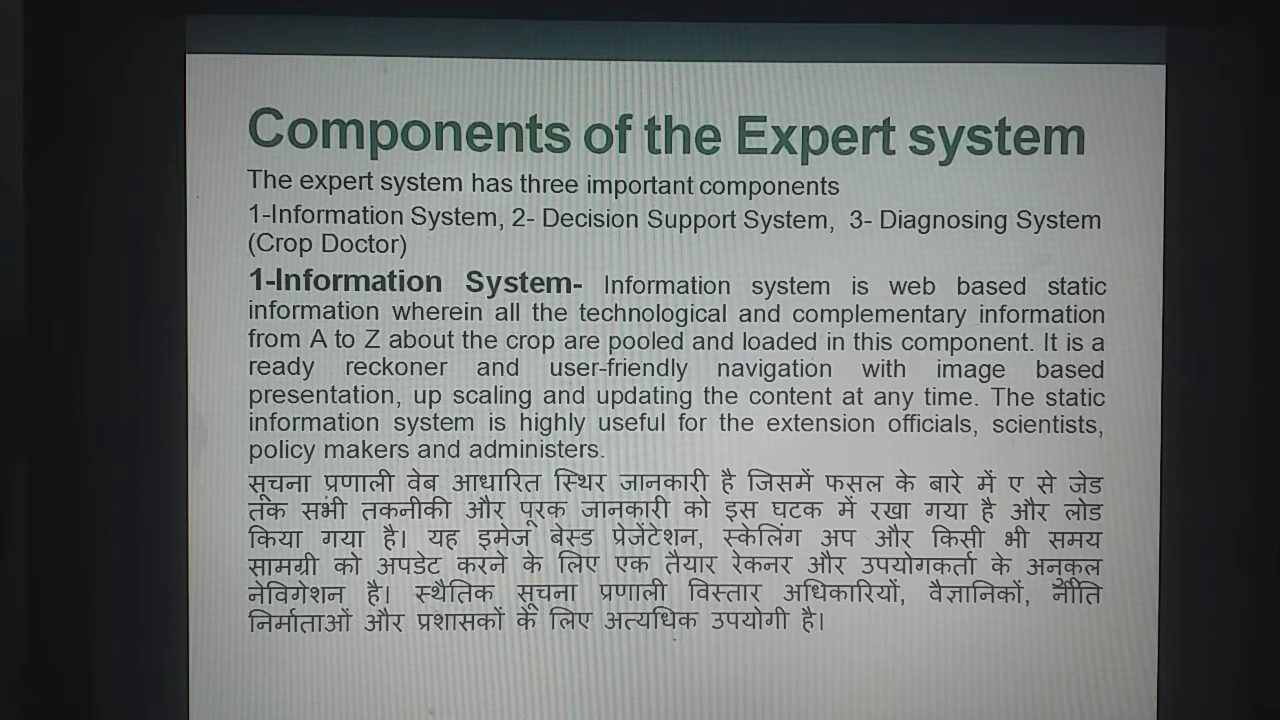 Components of the Expert system
The expert system has three important components
1-Information System, 2- Decision Support System, 3- Diagnosing System
(Crop Doctor)
1-Information System- Information system is web based static
information wherein all the technological and complementary information
from A to Z about the crop are pooled and loaded in this component. It is a
ready reckoner and user-friendly navigation with image based
presentation, up scaling and updating the content at any time. The static
information system is highly useful for the extension officials, scientists,
policy makers and administers.
सूचना प्रणाली वेब आधारित स्थिर जानकारी है जिसमें फसल के बारे में ए से जेड
तक सभी तकनीकी और पूरक जानकारी को इस घटक में रखा गया है और लोड
किया गया है। यह इमेज बेस्ड प्रेजेंटेशन, स्केलिंग अप और किसी भी समय
सामग्री को अपडेट करने के लिए एक तैयार रेकनर और उपयोगकर्ता के अनुकूल
नेविगेशन है। स्थैतिक सूचना प्रणाली विस्तार अधिकारियों, वैज्ञानिकों, नीति
निर्माताओं और प्रशासकों के लिए अत्यधिक उपयोगी है।